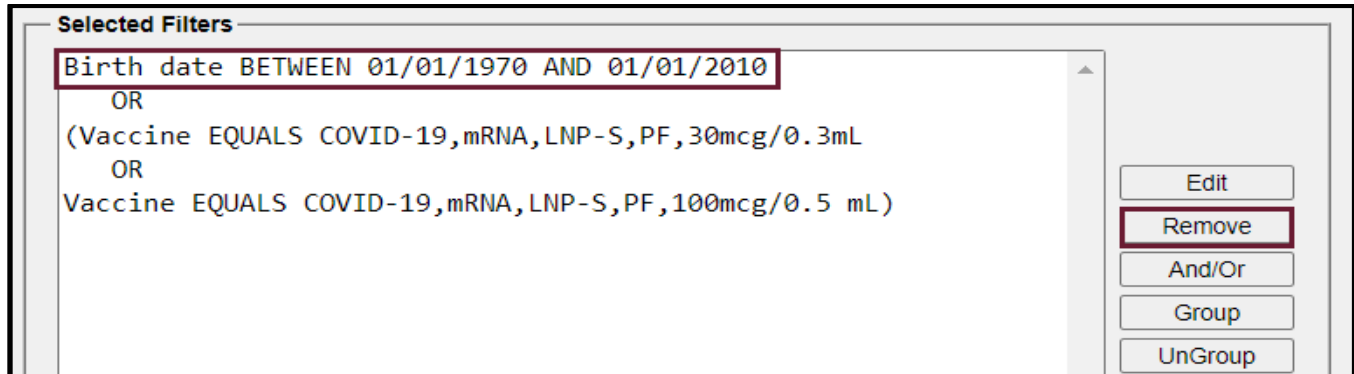 Selected Filters
Birth date BETWEEN 01/01/1970 AND 01/01/2010
OR
(Vaccine EQUALS COVID-19,mRNA,LNP-S,PF,30mcg/0.3mL
OR
Vaccine EQUALS COVID-19,mRNA,LNP-S,PF,100mcg/0.5 mL)
Edit
Remove
And/Or
Group
UnGroup